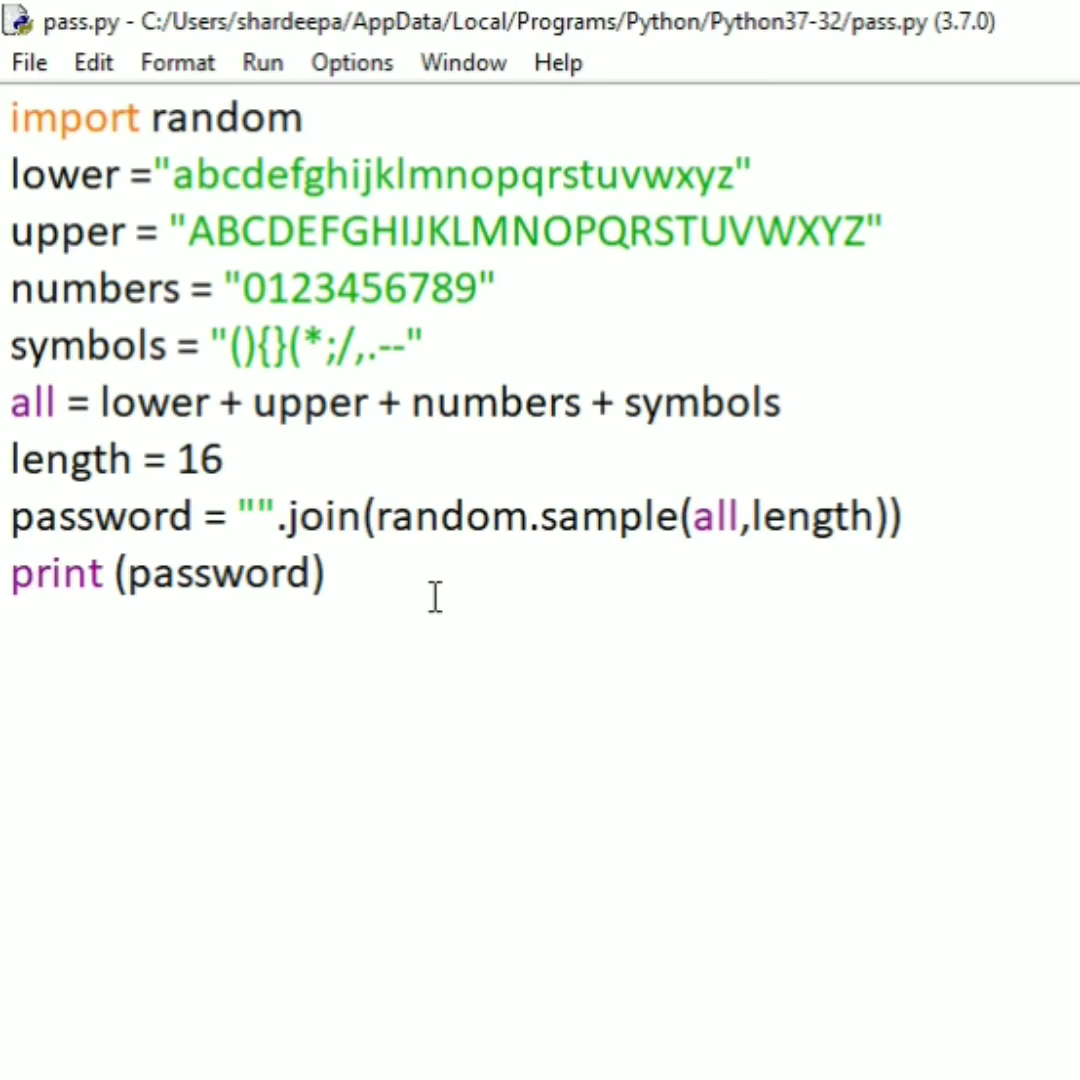 pass.py - C:/Users/shardeepa/AppData/Local/Programs/Python/Python37-32/pass.py (3.7.0)
File Edit Format Run Options Window Help
import random
lower ="abcdefghijklmnopqrstuvwxyz"
upper = "ABCDEFGHIJKLMNOPQRSTUVWXYZ"
numbers = "0123456789"
symbols = "(){}(*;/,.--"
all = lower + upper + numbers + symbols
length = 16
password = "".join(random.sample(all,length))
print (password)